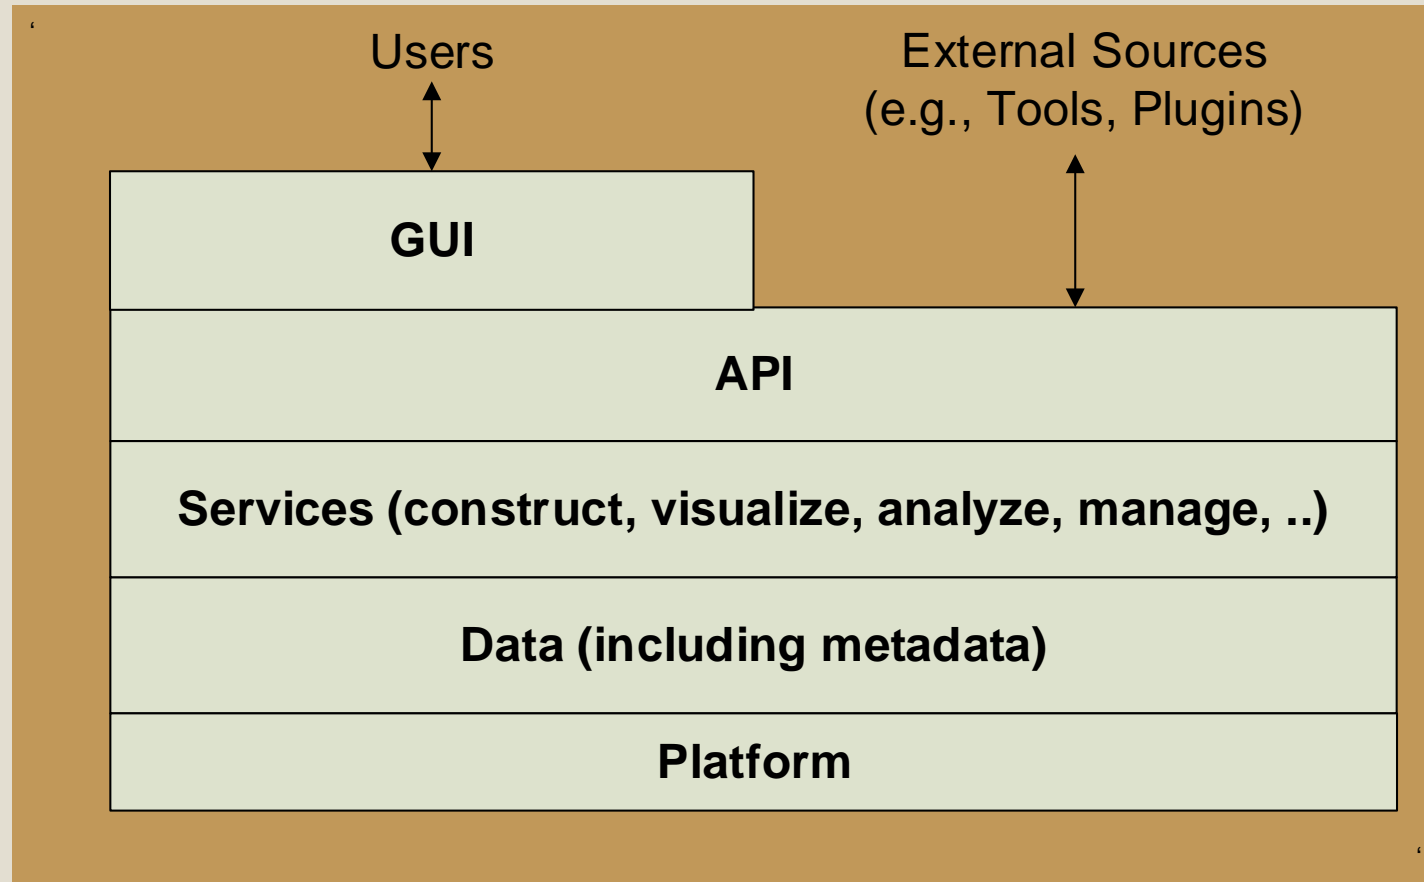 ‘
Users
External Sources
(e.g., Tools, Plugins)
GUI
API
Services (construct, visualize, analyze, manage, ..)
Data (including metadata)
Platform
‘